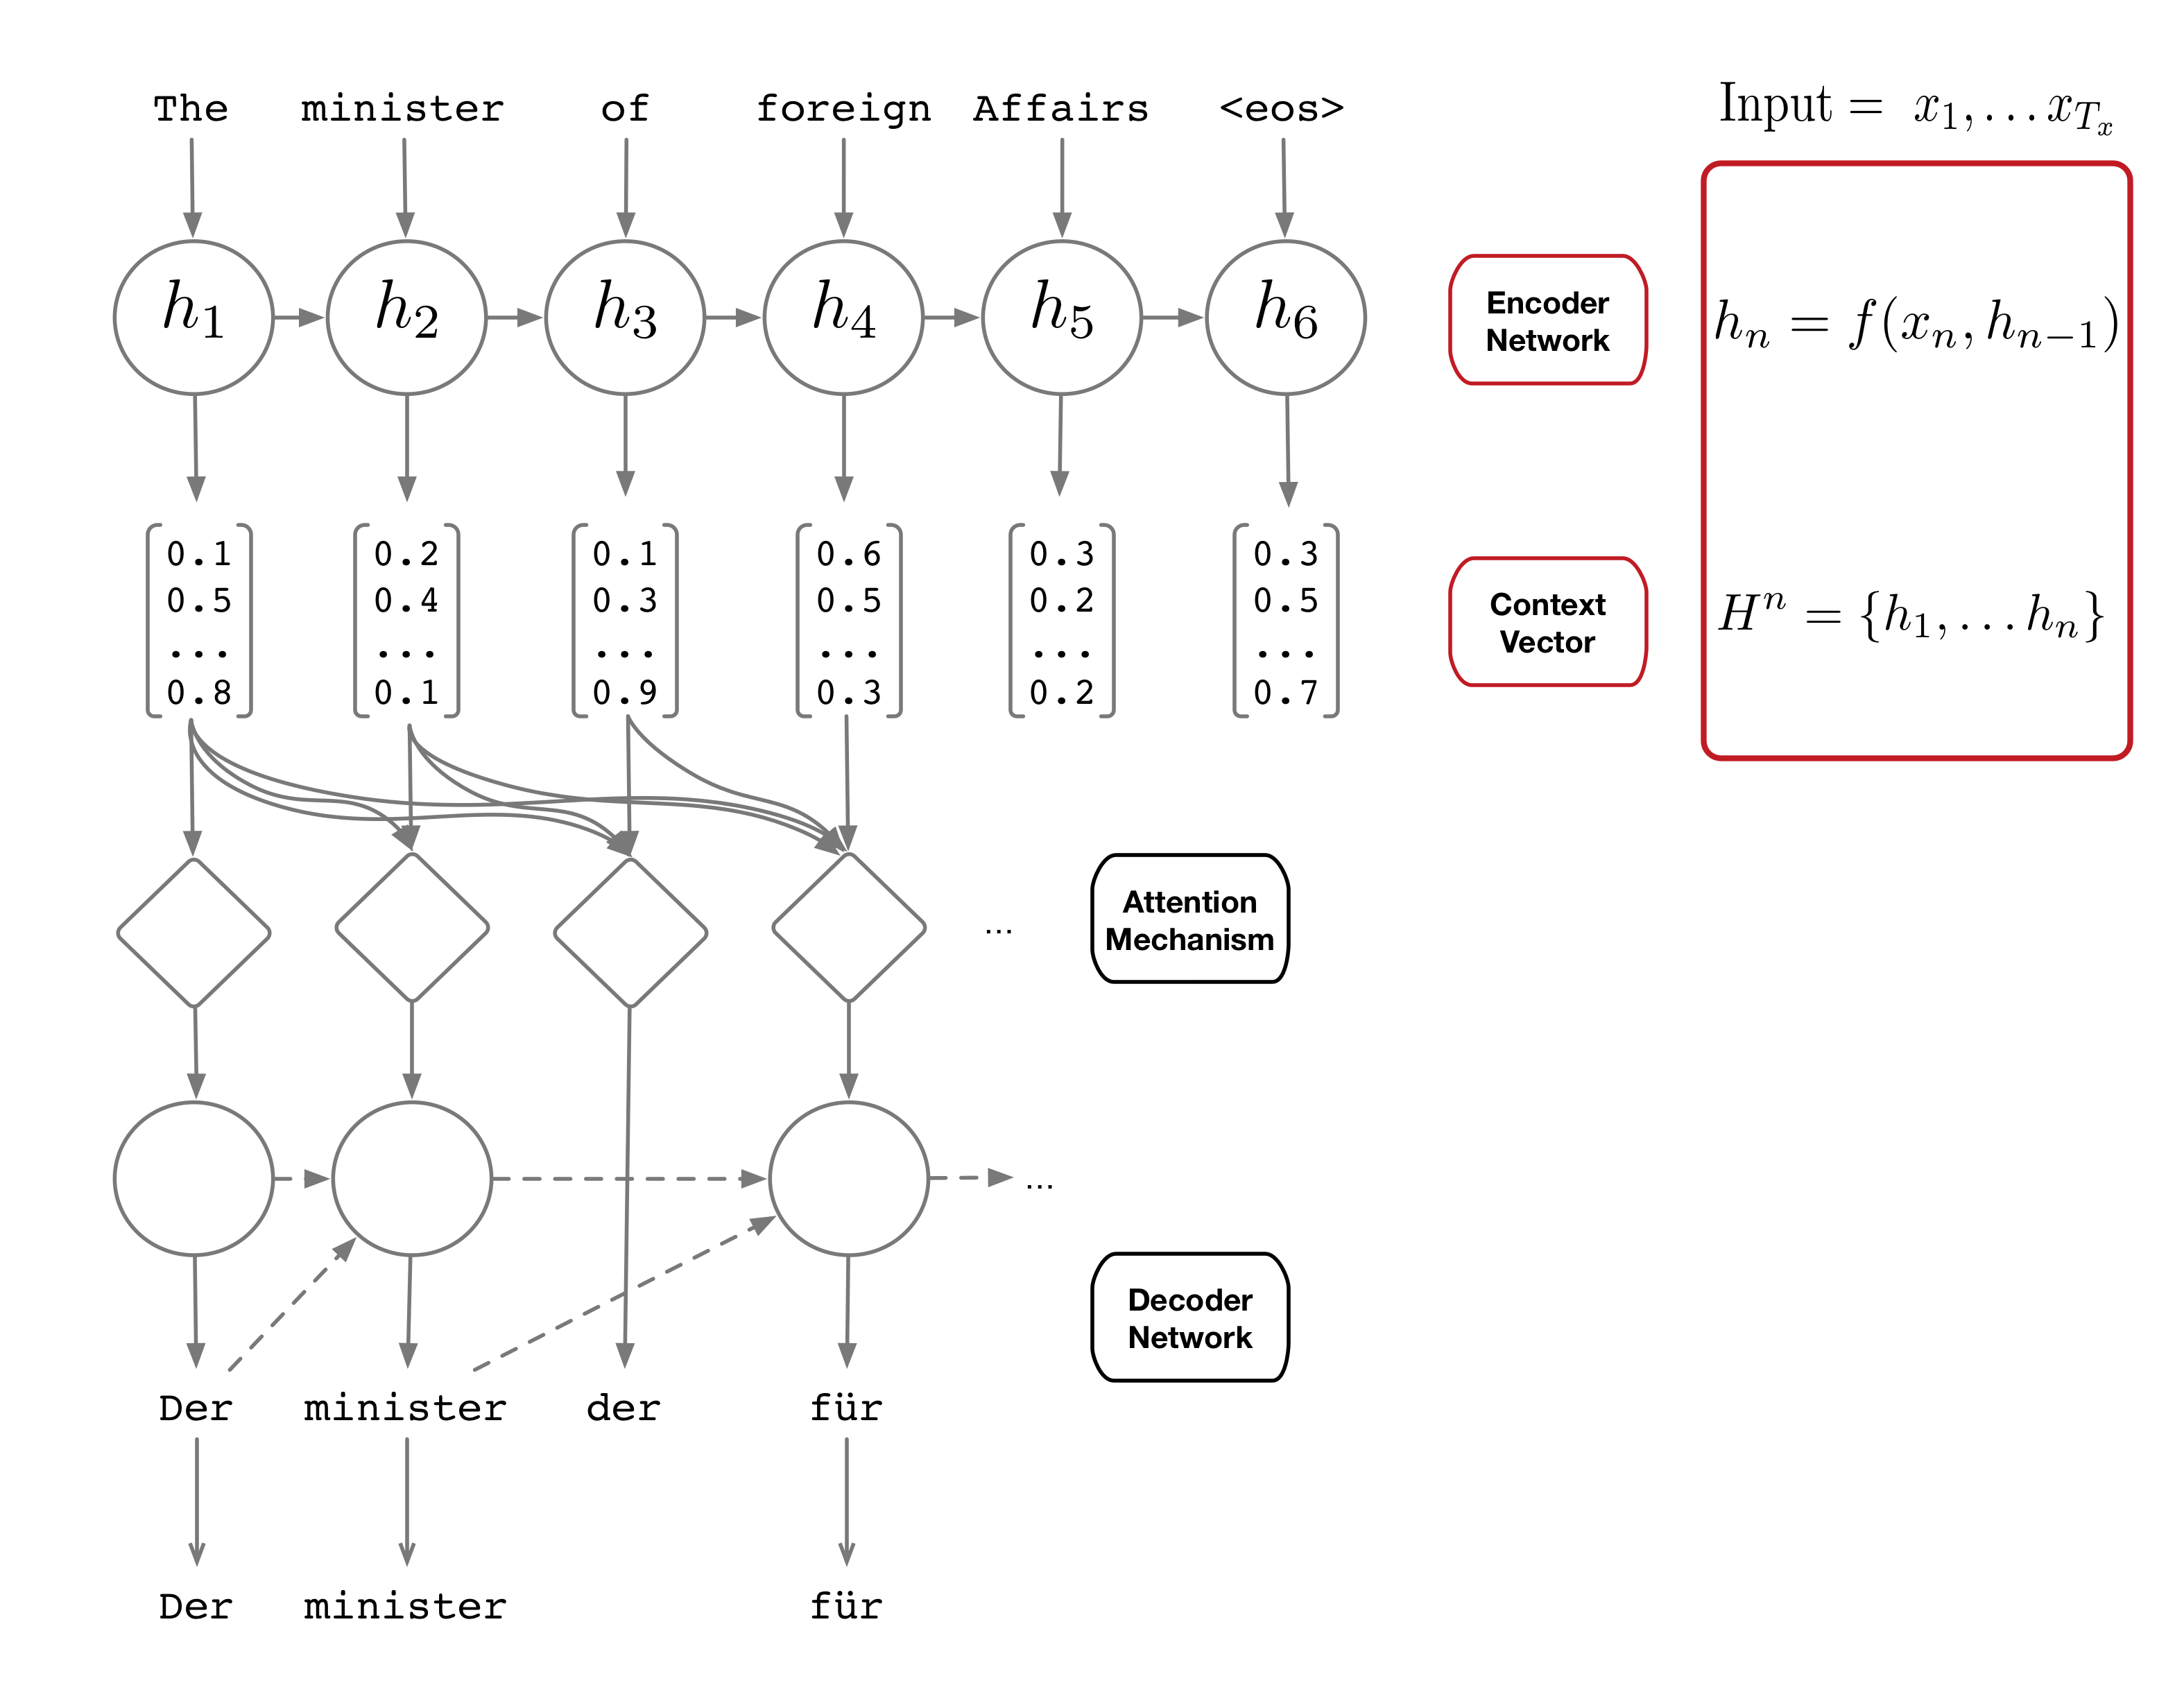 The minister of foreign Affairs <eos> Input = x_1, ... x_{T_x}
h_1 h_2 h_3 h_4 h_5 h_6 Encoder h_n = f(x_n, h_{n-1})
Network
0.1 0.2 0.1 0.6 0.3 0.3
0.5 0.4 0.3 0.5 0.2 0.5
... ... ... ... ... ...
0.8 0.1 0.9 0.3 0.2 0.7
Context
Vector
H^n = {h_1, ... h_n}
...
Attention
Mechanism
...
Decoder
Network
Der minister der für
Der minister für